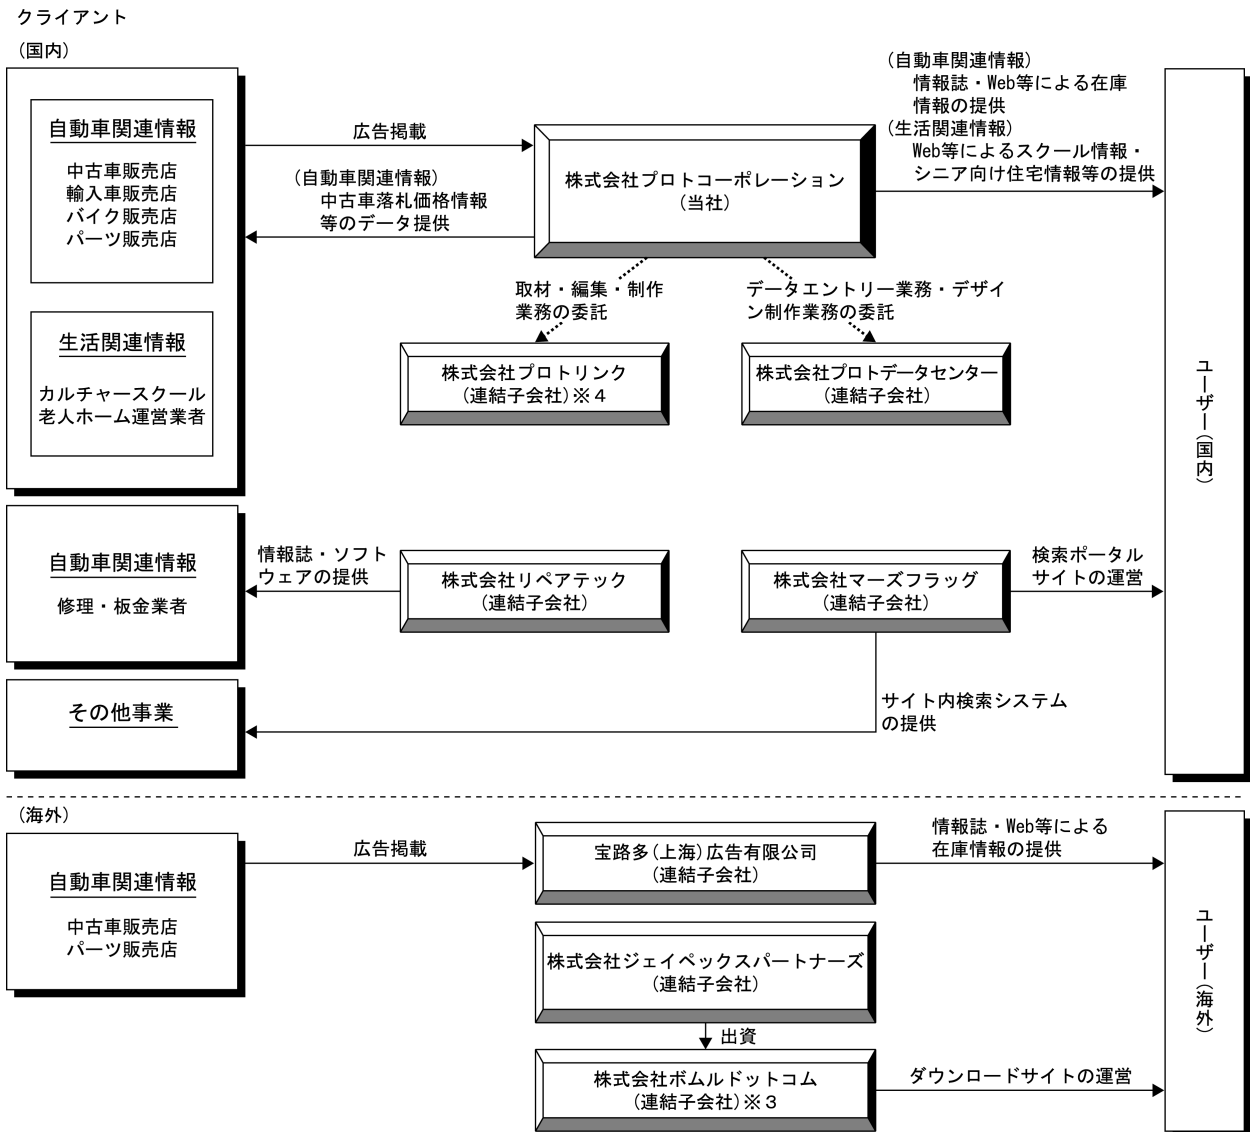 クライアント
(国内)
自動車関連情報
中古車販売店
輸入車販売店
バイク販売店
パーツ販売店
生活関連情報
カルチャースクール
老人ホーム運営業者
広告掲載
(自動車関連情報)
中古車落札価格情報
等のデータ提供
株式会社プロトコーポレーション
(当社)
(自動車関連情報)
情報誌・Web等による在庫
情報の提供
(生活関連情報)
Web等によるスクール情報・
シニア向け住宅情報等の提供
取材・編集・制作
業務の委託
データエントリー業務・デザイ
ン制作業務の委託
株式会社プロトリンク
(連結子会社)※4
株式会社プロトデータセンター
(連結子会社)
ユーザー(国内)
自動車関連情報
修理・板金業者
情報誌・ソフト
ウェアの提供
株式会社リペアテック
(連結子会社)
株式会社マーズフラッグ
(連結子会社)
検索ポータル
サイトの運営
その他事業
サイト内検索システム
の提供
(海外)
自動車関連情報
中古車販売店
パーツ販売店
広告掲載
宝路多(上海)広告有限公司
(連結子会社)
情報誌・Web等による
在庫情報の提供
株式会社ジェイペックスパートナーズ
(連結子会社)
出資
株式会社ボムルドットコム
(連結子会社)※3
ダウンロードサイトの運営
ユーザー(海外)